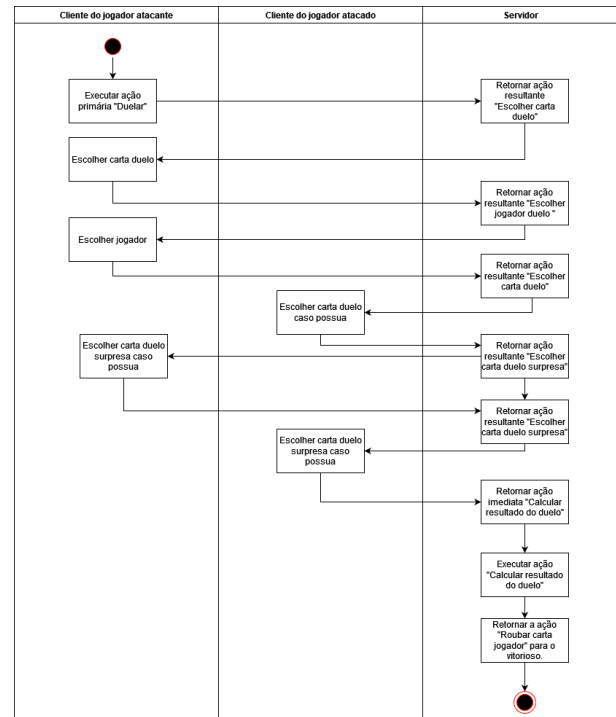 Cliente do jogador atacante
Cliente do jogador atacado
Servidor
Executar ação
primária "Duelar"
Retornar ação
resultante
"Escolher carta
duelo"
Escolher carta duelo
Retornar ação
resultante "Escolher
jogador duelo "
Escolher jogador
Retornar ação
resultante "Escolher
carta duelo"
Escolher carta duelo
caso possua
Retornar ação
resultante "Escolher
carta duelo surpresa"
Escolher carta duelo
surpresa caso
possua
Retornar ação
resultante "Escolher
carta duelo surpresa"
Escolher carta duelo
surpresa caso
possua
Retornar ação
imediata "Calcular
resultado do duelo"
Executar ação
"Calcular resultado
do duelo"
Retornar a ação
"Roubar carta
jogador" para o
vitorioso.